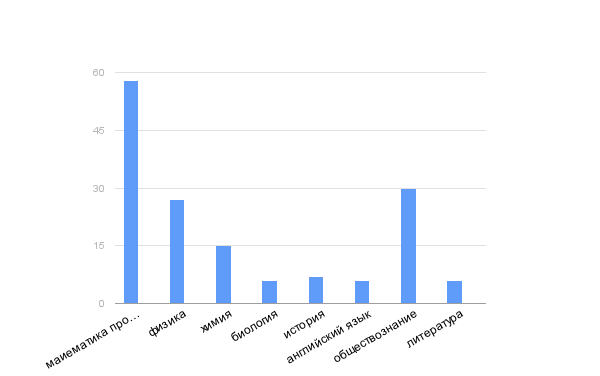 60
45
30
15
0
маиематика про...
физика
химия
биология
история
английский язык
обществознание
литература